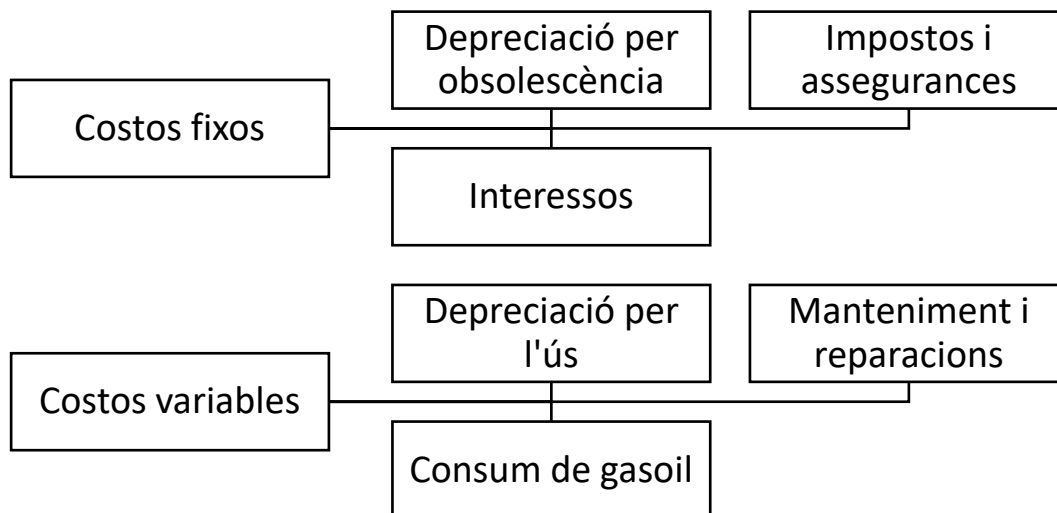 Costos fixos
Depreciació per
obsolescència
Impostos i
assegurances
Interessos
Costos variables
Depreciació per
l'ús
Manteniment i
reparacions
Consum de gasoil